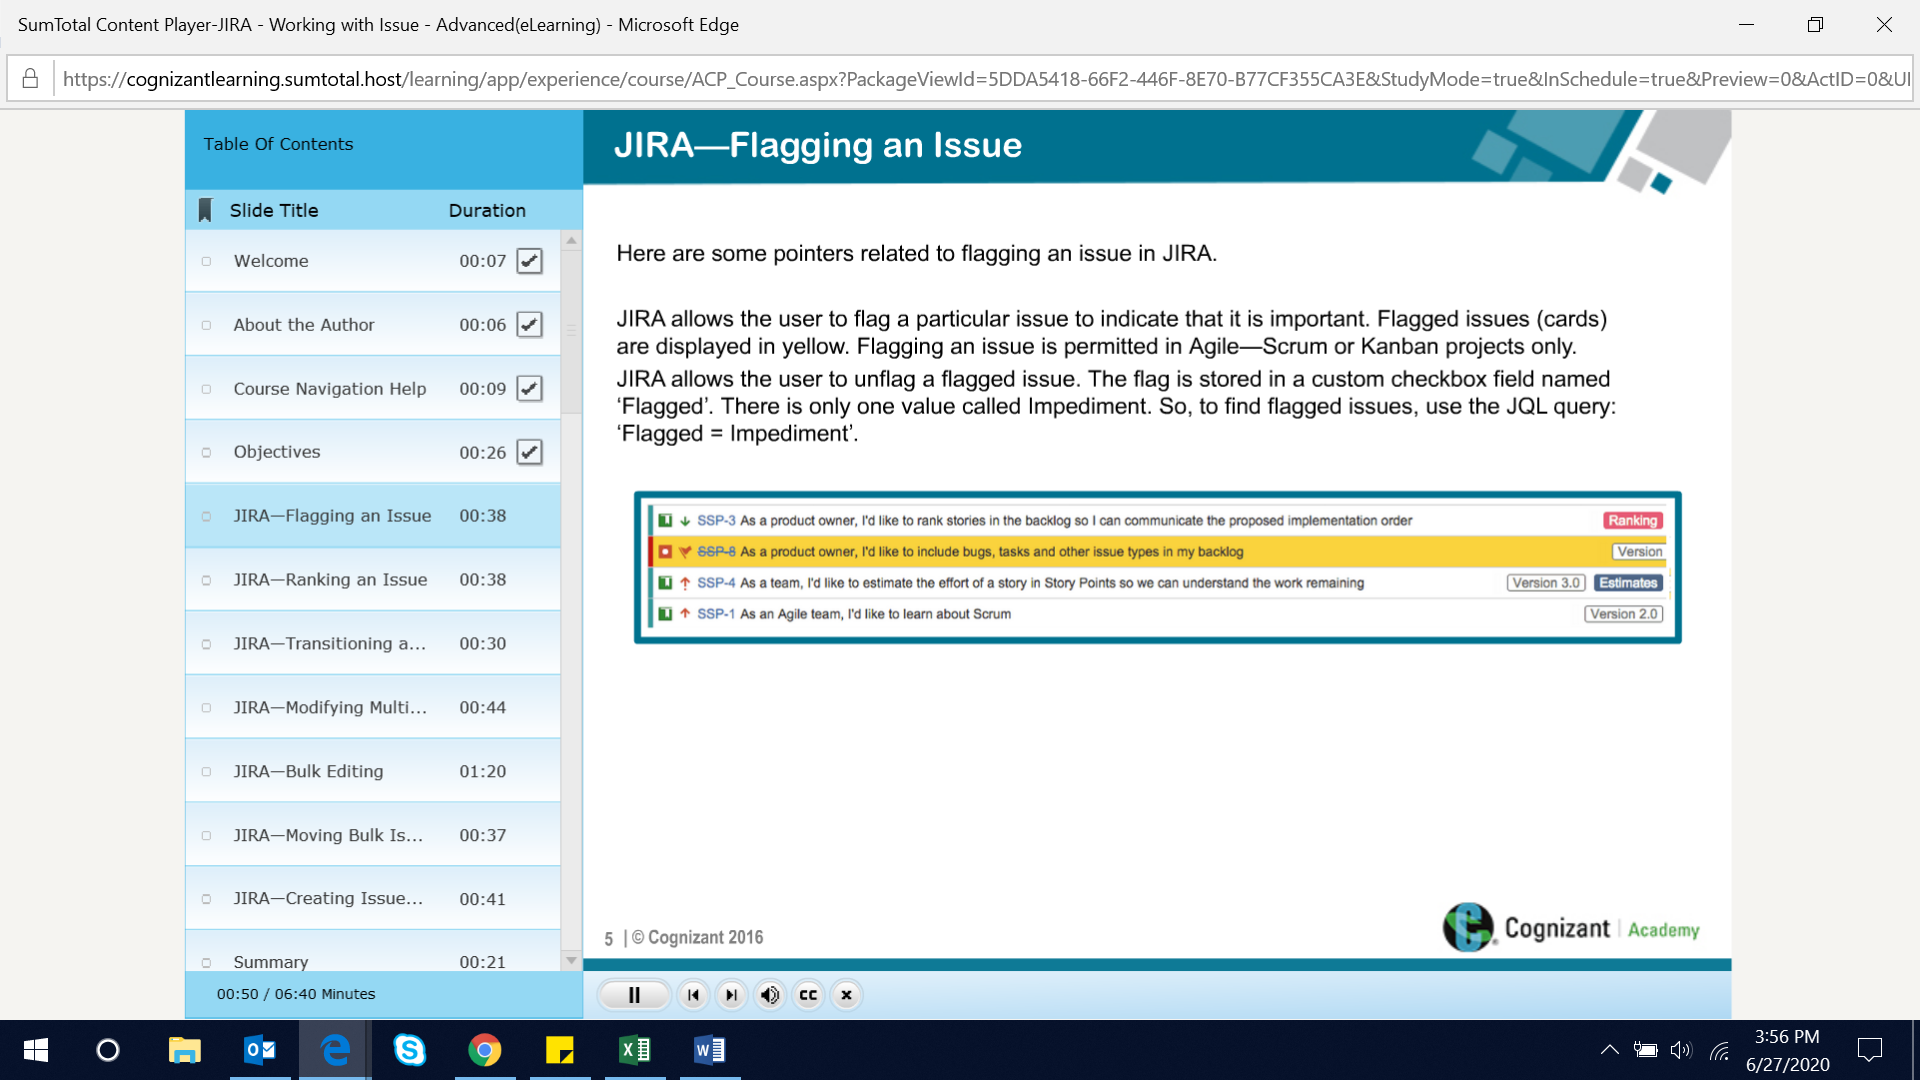 SumTotal Content Player-JIRA - Working with Issue - Advanced(eLearning) - Microsoft Edge
https://cognizantlearning.sumtotal.host/learning/app/experience/course/ACP_Course.aspx?PackageViewId=5DDA5418-66F2-446F-8E70-B77CF355CA3E&StudyMode=true&InSchedule=true&Preview=0&ActID=0&UI
Table Of Contents
Slide Title Duration
Welcome 00:07
About the Author 00:06
Course Navigation Help 00:09
Objectives 00:26
JIRA—Flagging an Issue 00:38
JIRA—Ranking an Issue 00:38
JIRA—Transitioning a... 00:30
JIRA—Modifying Multi... 00:44
JIRA—Bulk Editing 01:20
JIRA—Moving Bulk Is... 00:37
JIRA—Creating Issue... 00:41
Summary 00:21
00:50 / 06:40 Minutes
JIRA—Flagging an Issue
Here are some pointers related to flagging an issue in JIRA.
JIRA allows the user to flag a particular issue to indicate that it is important. Flagged issues (cards)
are displayed in yellow. Flagging an issue is permitted in Agile—Scrum or Kanban projects only.
JIRA allows the user to unflag a flagged issue. The flag is stored in a custom checkbox field named
‘Flagged’. There is only one value called Impediment. So, to find flagged issues, use the JQL query:
‘Flagged = Impediment’.
SSP-3 As a product owner, I'd like to rank stories in the backlog so I can communicate the proposed implementation order Ranking
SSP-8 As a product owner, I'd like to include bugs, tasks and other issue types in my backlog Version
SSP-4 As a team, I'd like to estimate the effort of a story in Story Points so we can understand the work remaining Version 3.0 Estimates
SSP-1 As an Agile team, I'd like to learn about Scrum Version 2.0
5 | © Cognizant 2016
Cognizant | Academy
CC
3:56 PM
6/27/2020